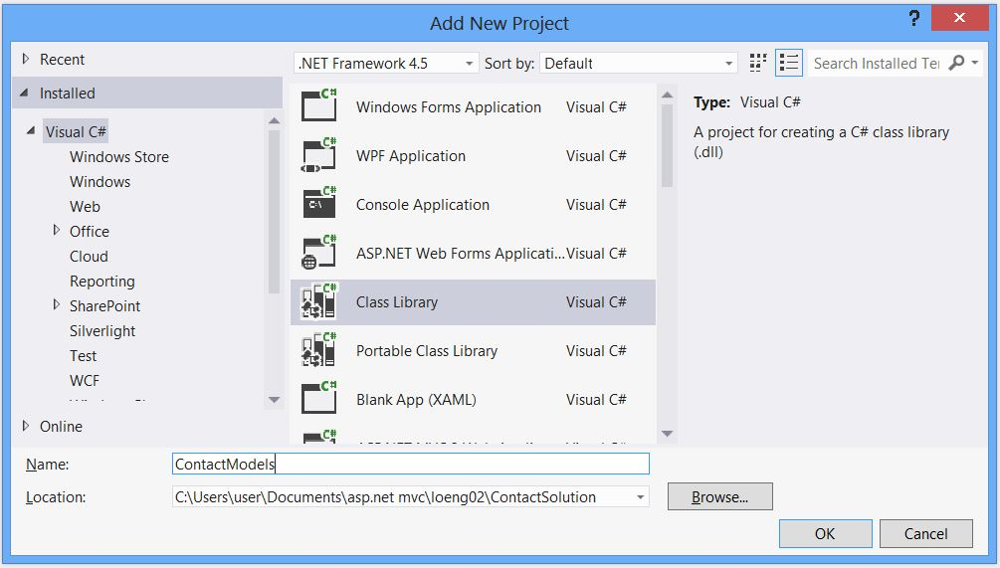 Add New Project
?
Recent
Installed
Visual C#
Windows Store
Windows
Web
Office
Cloud
Reporting
SharePoint
Silverlight
Test
WCF
Online
.NET Framework 4.5
Sort by: Default
Search Installed Te
Windows Forms Application Visual C#
WPF Application Visual C#
Console Application Visual C#
ASP.NET Web Forms Applicati... Visual C#
Class Library Visual C#
Portable Class Library Visual C#
Blank App (XAML) Visual C#
Type: Visual C#
A project for creating a C# class library
(.dll)
Name: ContactModels
Location: C:\Users\user\Documents\asp.net mvc\loeng02\ContactSolution
Browse...
OK Cancel